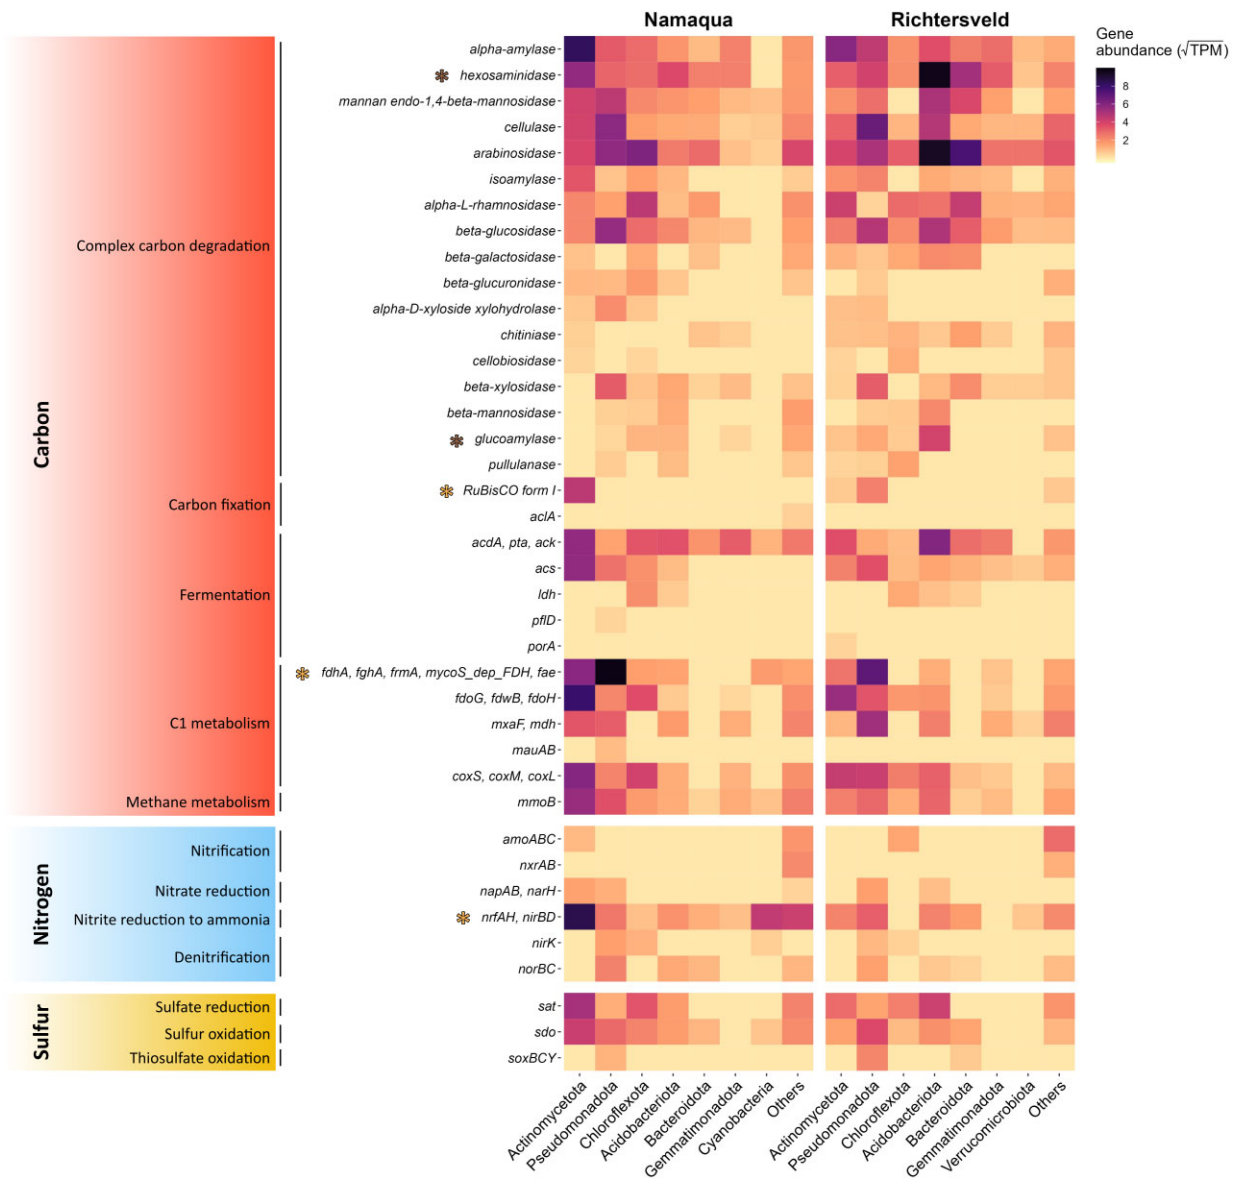 Namaqua
Richtersveld
Gene
abundance (√TPM)
8
6
4
2
Carbon
Complex carbon degradation
alpha-amylase
hexosaminidase
mannan endo-1,4-beta-mannosidase
cellulase
arabinosidase
isoamylase
alpha-L-rhamnosidase
beta-glucosidase
beta-galactosidase
beta-glucuronidase
alpha-D-xyloside xylohydrolase
chitiniase
cellobiosidase
beta-xylosidase
beta-mannosidase
glucoamylase
pullulanase
Carbon fixation
RuBisCO form I
aclA
Fermentation
acdA, pta, ack
acs
ldh
pflD
porA
C1 metabolism
fdhA, fghA, frmA, mycoS_dep_FDH, fae
fdoG, fdwB, fdoH
mxaF, mdh
mauAB
coxS, coxM, coxL
Methane metabolism
mmoB
Nitrogen
Nitrification
amoABC
nxrAB
Nitrate reduction
napAB, narH
Nitrite reduction to ammonia
nrfAH, nirBD
Denitrification
nirK
norBC
Sulfur
Sulfate reduction
sat
Sulfur oxidation
sdo
Thiosulfate oxidation
soxBCY
Actinomycetota
Pseudomonadota
Chloroflexota
Acidobacteriota
Bacteroidota
Gemmatimonadota
Cyanobacteria
Others
Actinomycetota
Pseudomonadota
Chloroflexota
Acidobacteriota
Bacteroidota
Gemmatimonadota
Verrucomicrobiota
Others